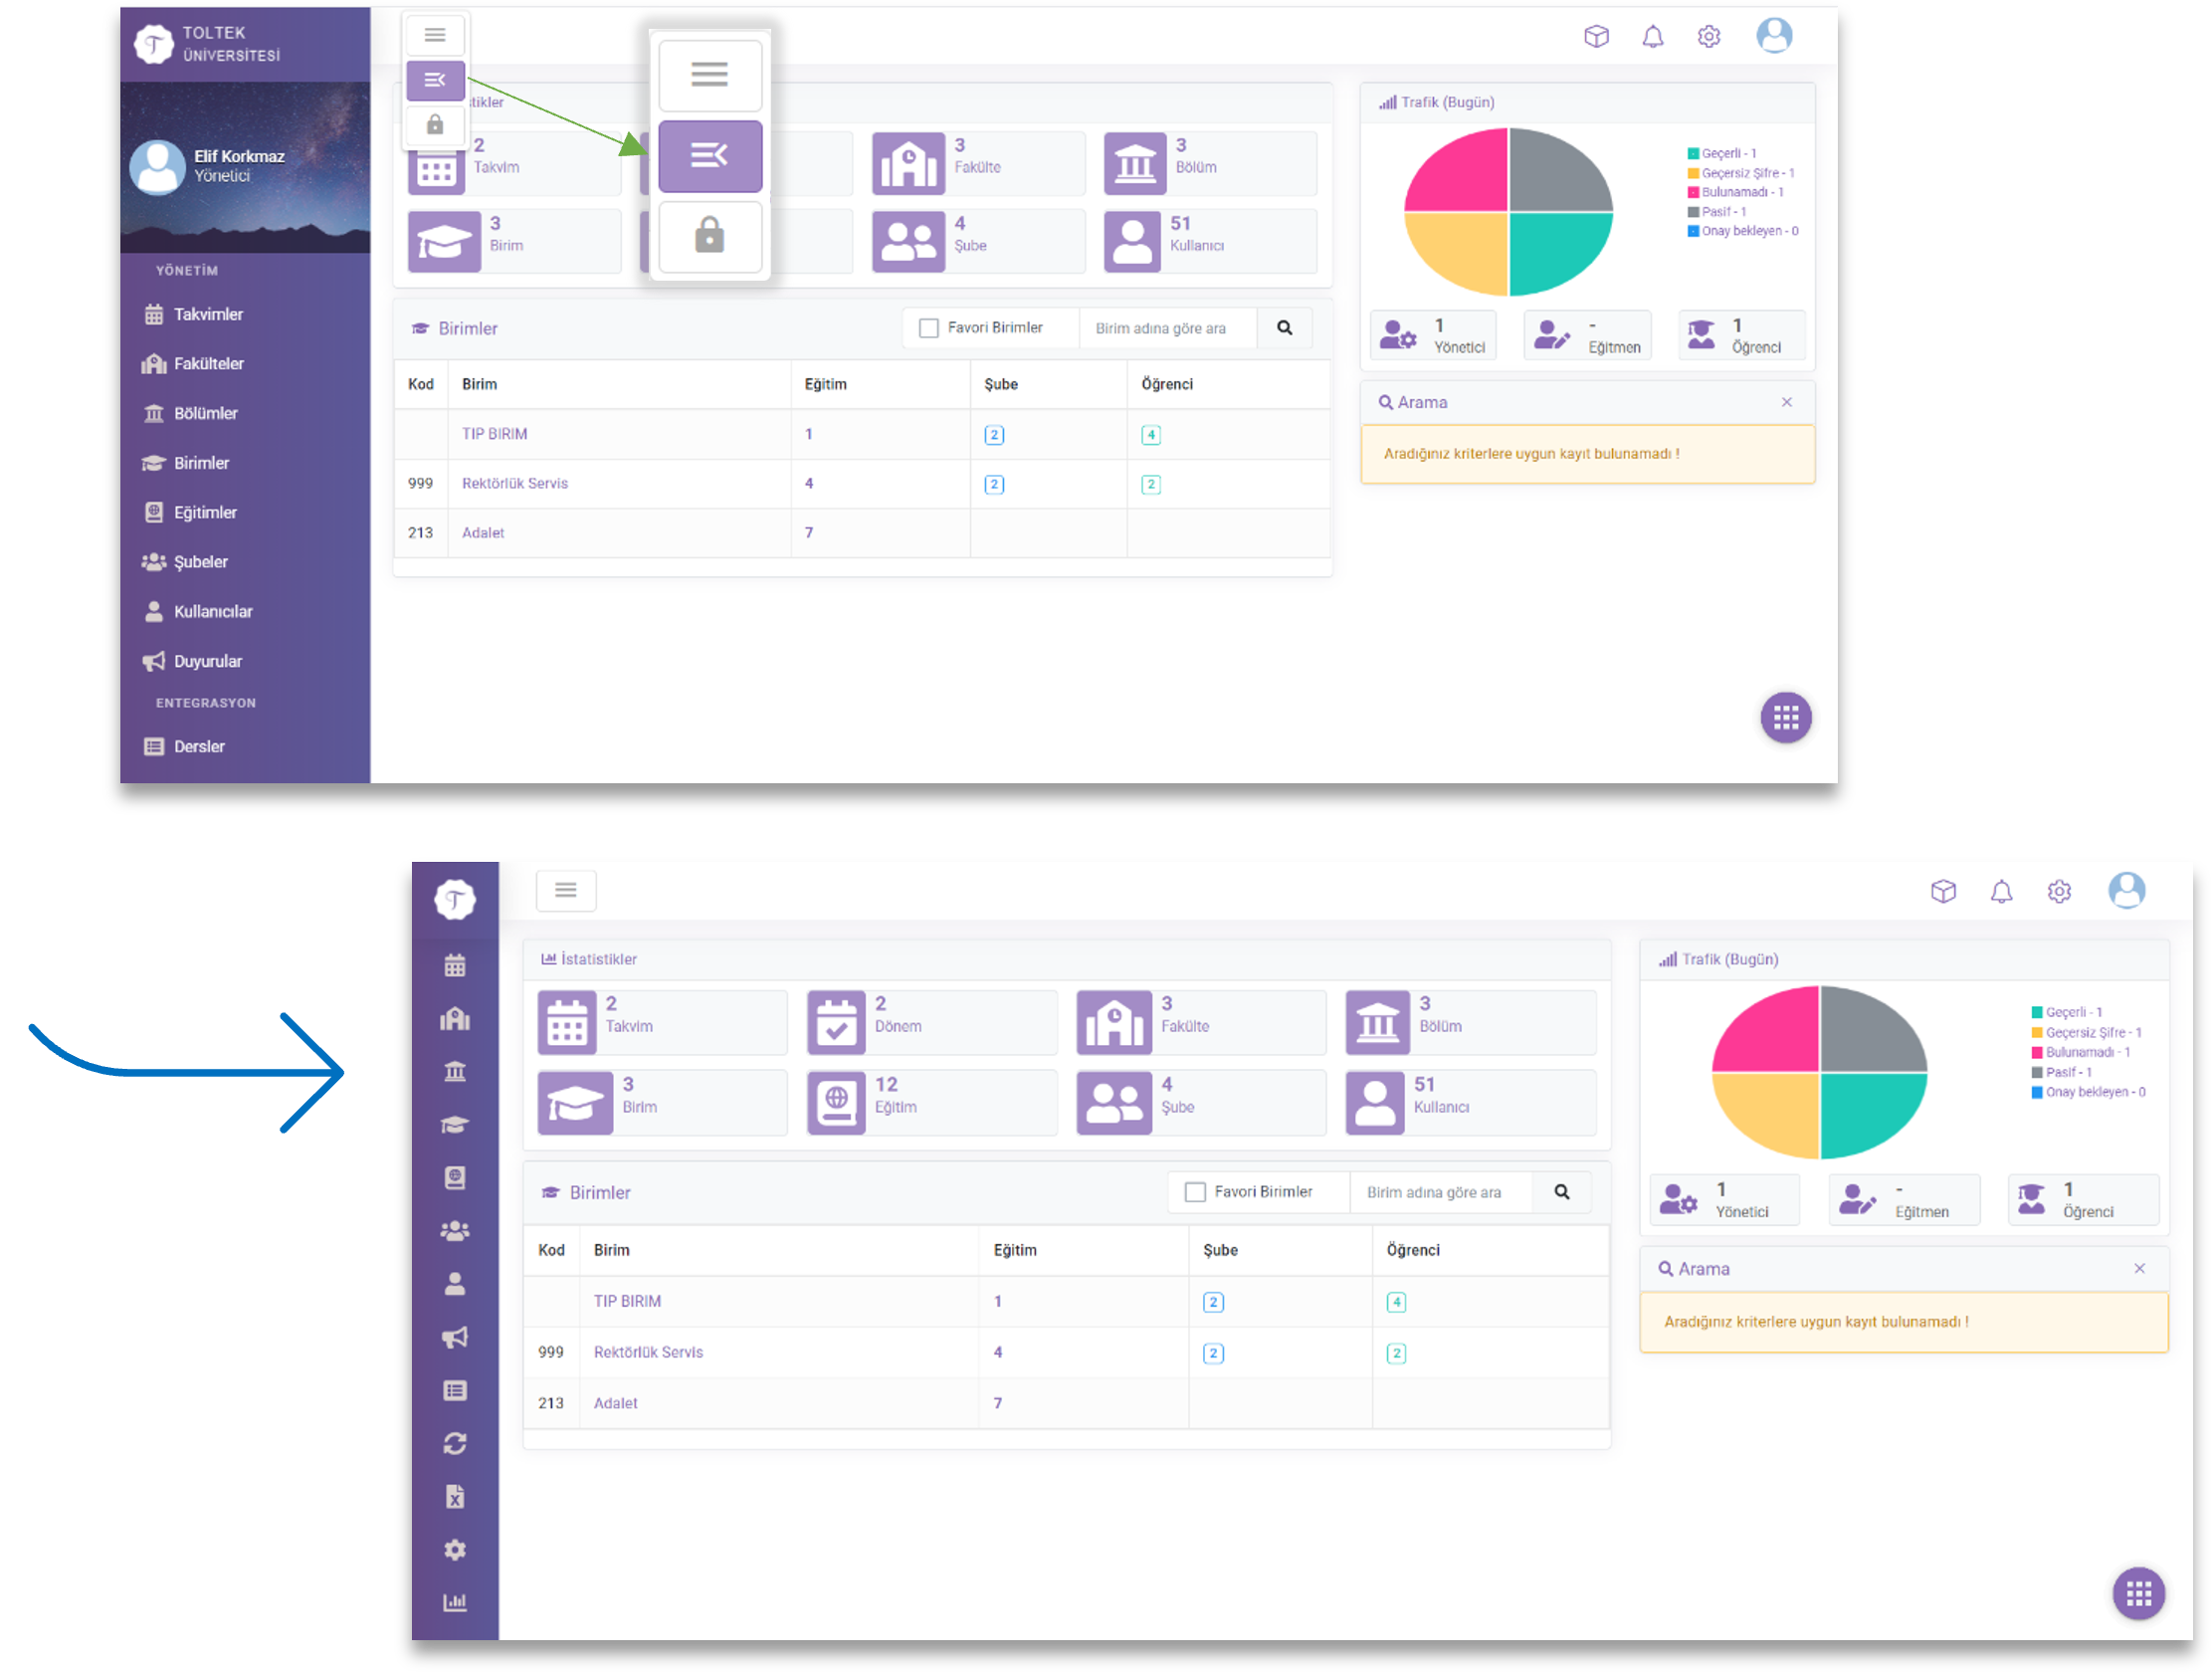 TOLTEK
ÜNİVERSİTESİ
Elif Korkmaz
Yönetici
YÖNETİM
Takvimler
Fakülteler
Bölümler
Birimler
Eğitimler
Şubeler
Kullanıcılar
Duyurular
ENTEGRASYON
Dersler
tikler
2
Takvim
3
Fakülte
3
Bölüm
3
Birim
4
Şube
51
Kullanıcı
Birimler
Favori Birimler
Birim adına göre ara
Kod Birim Eğitim Şube Öğrenci
TIP BIRIM 1 2 4
999 Rektörlük Servis 4 2 2
213 Adalet 7
Trafik (Bugün)
Geçerli - 1
Geçersiz Şifre - 1
Bulunamadı - 1
Pasif - 1
Onay bekleyen - 0
1
Yönetici
-
Eğitmen
1
Öğrenci
Arama
Aradığınız kriterlere uygun kayıt bulunamadı !
İstatistikler
2
Takvim
2
Dönem
3
Fakülte
3
Bölüm
3
Birim
12
Eğitim
4
Şube
51
Kullanıcı
Birimler
Favori Birimler
Birim adına göre ara
Kod Birim Eğitim Şube Öğrenci
TIP BIRIM 1 2 4
999 Rektörlük Servis 4 2 2
213 Adalet 7
Trafik (Bugün)
Geçerli - 1
Geçersiz Şifre - 1
Bulunamadı - 1
Pasif - 1
Onay bekleyen - 0
1
Yönetici
-
Eğitmen
1
Öğrenci
Arama
Aradığınız kriterlere uygun kayıt bulunamadı !